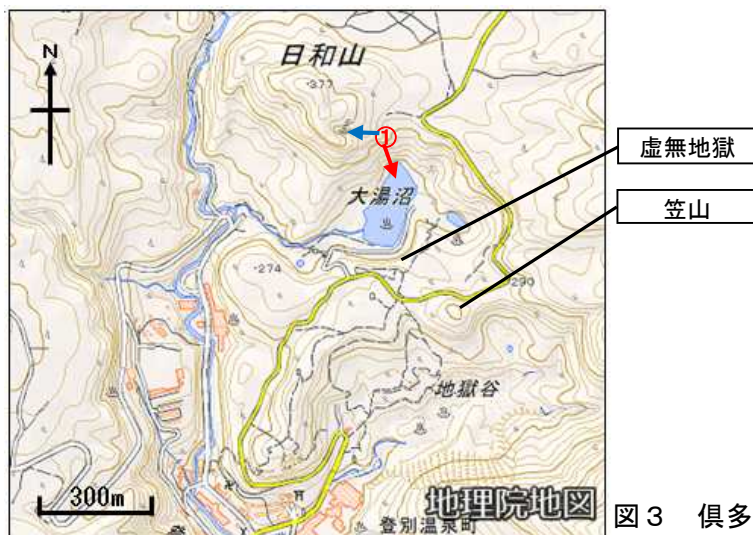 N
日和山
・377
①
虚無地獄
大湯沼
笠山
・274
290
地獄谷
300m
地理院地図
登別温泉町
図３　倶多